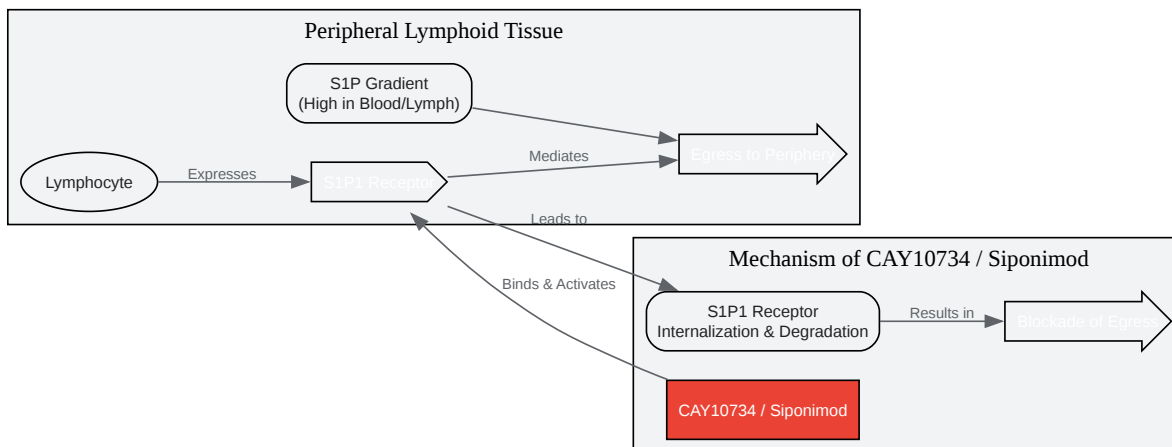 Peripheral Lymphoid Tissue
S1P Gradient
(High in Blood/Lymph)
Egress to Periphery
Mediates
Lymphocyte
Expresses
S1P1 Receptor
Leads to
Mechanism of CAY10734 / Siponimod
Binds & Activates
S1P1 Receptor
Internalization & Degradation
Results in
Blockade of Egress
CAY10734 / Siponimod